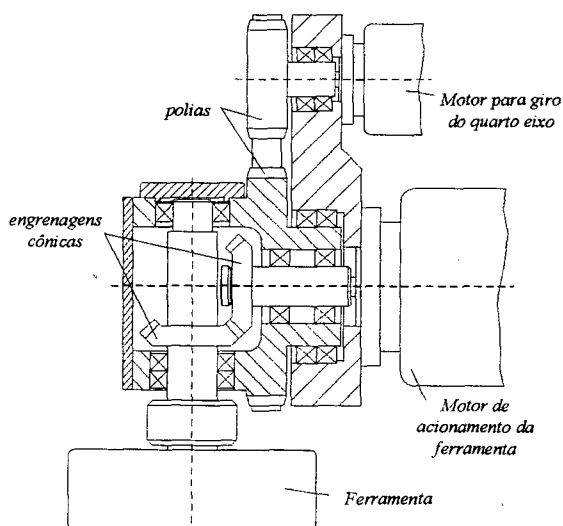 Motor para giro
do quarto eixo
polias
engrenagens
cônicas
Motor de
acionamento da
ferramenta
Ferramenta